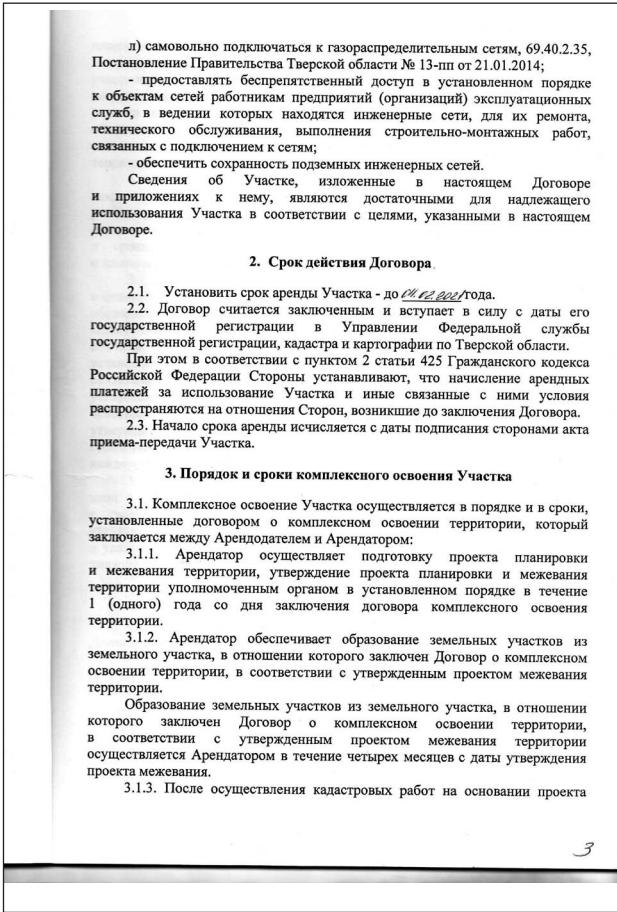 л) самовольно подключаться к газораспределительным сетям, 69.40.2.35,
Постановление Правительства Тверской области № 13-пп от 21.01.2014;
- предоставлять беспрепятственный доступ в установленном порядке
к объектам сетей работникам предприятий (организаций) эксплуатационных
служб, в ведении которых находятся инженерные сети, для их ремонта,
технического обслуживания, выполнения строительно-монтажных работ,
связанных с подключением к сетям;
- обеспечить сохранность подземных инженерных сетей.
Сведения об Участке, изложенные в настоящем Договоре
и приложениях к нему, являются достаточными для надлежащего
использования Участка в соответствии с целями, указанными в настоящем
Договоре.
2. Срок действия Договора
2.1. Установить срок аренды Участка - до 04.02.2021 года.
2.2. Договор считается заключенным и вступает в силу с даты его
государственной регистрации в Управлении Федеральной службы
государственной регистрации, кадастра и картографии по Тверской области.
При этом в соответствии с пунктом 2 статьи 425 Гражданского кодекса
Российской Федерации Стороны устанавливают, что начисление арендных
платежей за использование Участка и иные связанные с ними условия
распространяются на отношения Сторон, возникшие до заключения Договора.
2.3. Начало срока аренды исчисляется с даты подписания сторонами акта
приема-передачи Участка.
3. Порядок и сроки комплексного освоения Участка
3.1. Комплексное освоение Участка осуществляется в порядке и в сроки,
установленные договором о комплексном освоении территории, который
заключается между Арендодателем и Арендатором:
3.1.1. Арендатор осуществляет подготовку проекта планировки
и межевания территории, утверждение проекта планировки и межевания
территории уполномоченным органом в установленном порядке в течение
1 (одного) года со дня заключения договора комплексного освоения
территории.
3.1.2. Арендатор обеспечивает образование земельных участков из
земельного участка, в отношении которого заключен Договор о комплексном
освоении территории, в соответствии с утвержденным проектом межевания
территории.
Образование земельных участков из земельного участка, в отношении
которого заключен Договор о комплексном освоении территории,
в соответствии с утвержденным проектом межевания территории
осуществляется Арендатором в течение четырех месяцев с даты утверждения
проекта межевания.
3.1.3. После осуществления кадастровых работ на основании проекта
3